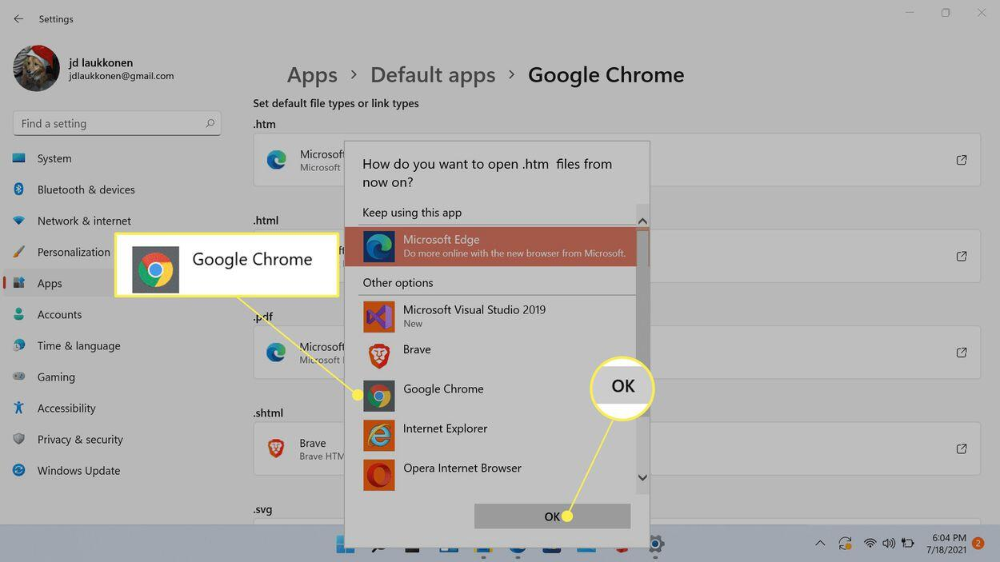 Settings
jd laukkonen
jdlaukkonen@gmail.com
Find a setting
System
Bluetooth & devices
Network & internet
Personalization
Apps
Accounts
Time & language
Gaming
Accessibility
Privacy & security
Windows Update
Apps > Default apps > Google Chrome
Set default file types or link types
.htm
Microsoft
.html
.pdf
Microsoft
Microsoft
.shtml
Brave
Brave HTM
.svg
Google Chrome
How do you want to open .htm files from
now on?
Keep using this app
Microsoft Edge
Do more online with the new browser from Microsoft.
Other options
Microsoft Visual Studio 2019
New
Brave
Google Chrome
Internet Explorer
Opera Internet Browser
OK
OK
6:04 PM
7/18/2021
2